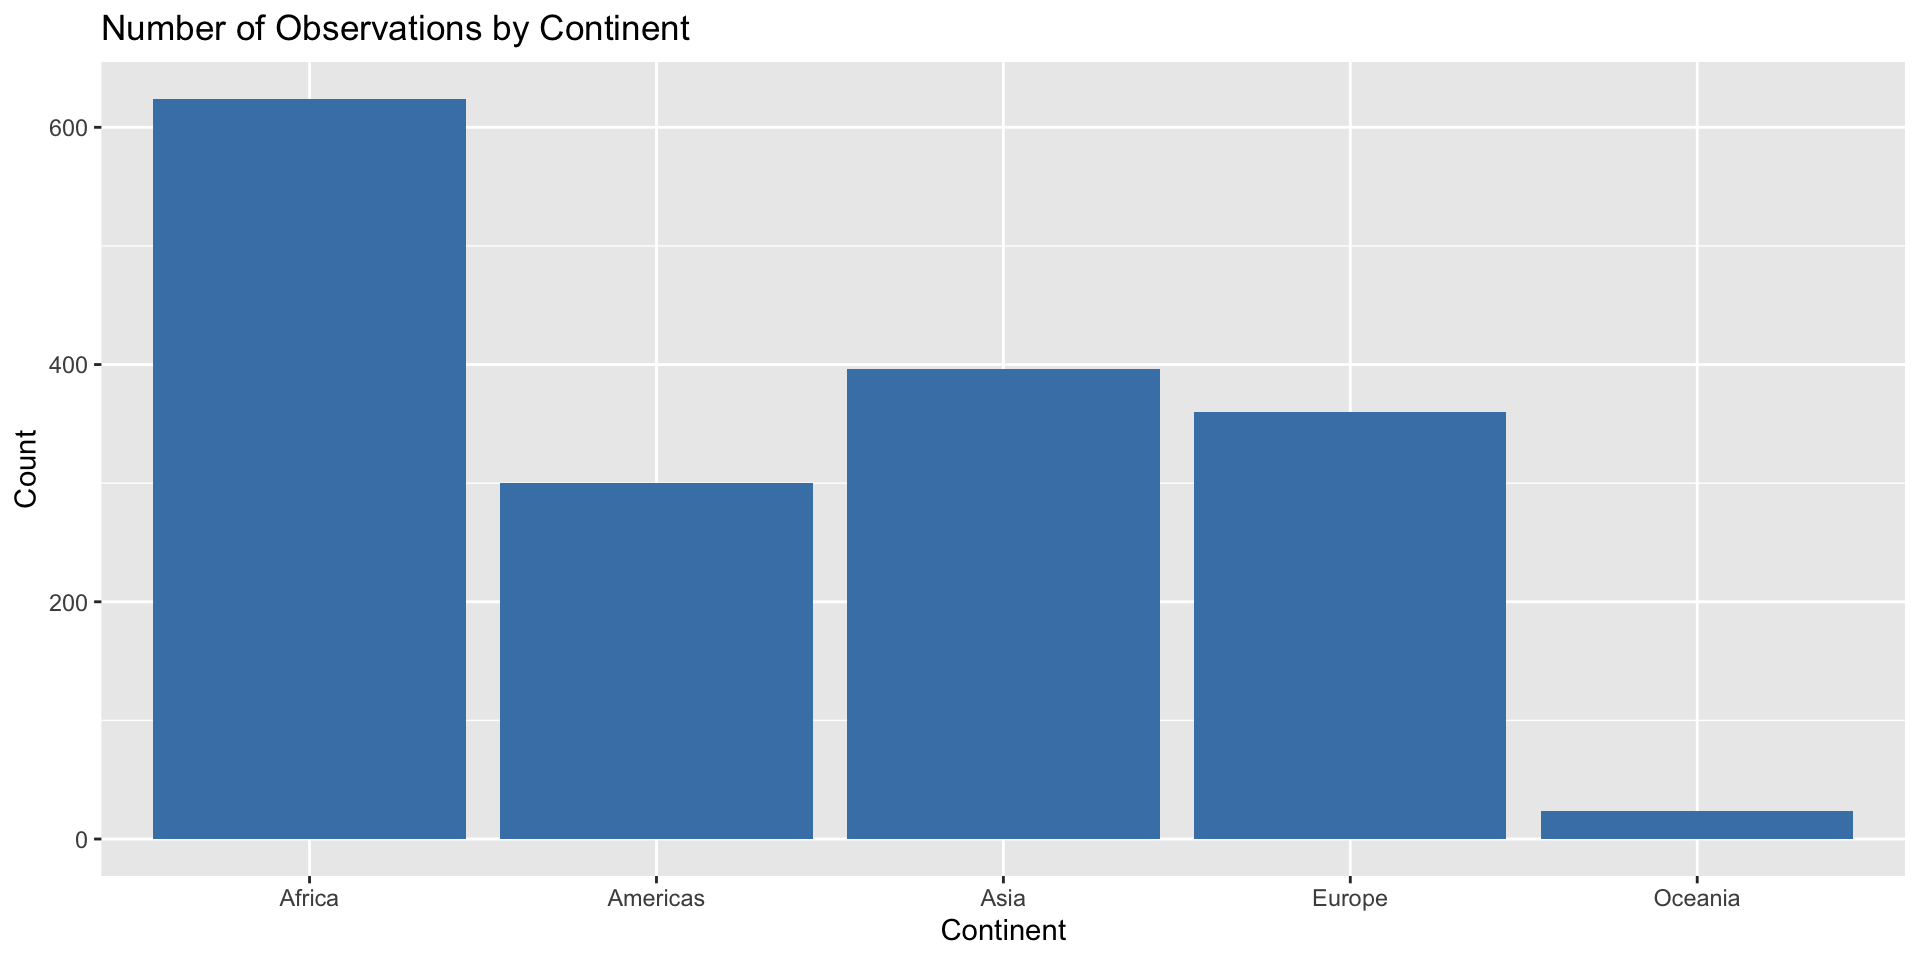 Number of Observations by Continent
600
400
200
0
Count
Africa Americas Asia Europe Oceania
Continent